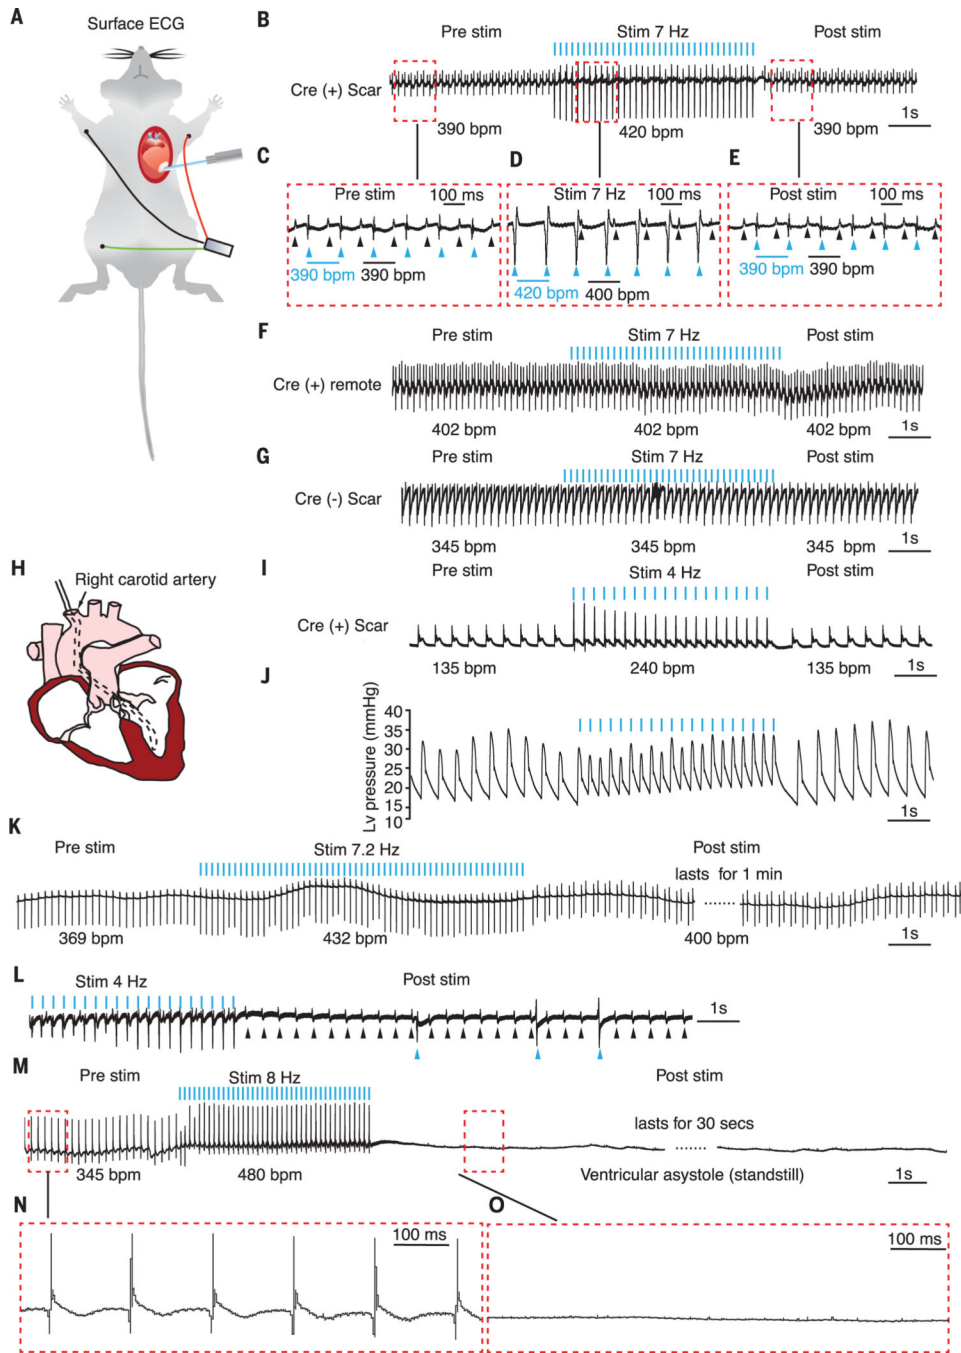 A
Surface ECG
B
Pre stim
Stim 7 Hz
Post stim
Cre (+) Scar
390 bpm
420 bpm
390 bpm
1s
C
D
E
Pre stim
100 ms
Stim 7 Hz
100 ms
Post stim
100 ms
390 bpm
390 bpm
420 bpm
400 bpm
390 bpm
390 bpm
F
Pre stim
Stim 7 Hz
Post stim
Cre (+) remote
402 bpm
402 bpm
402 bpm
1s
G
Pre stim
Stim 7 Hz
Post stim
Cre (-) Scar
345 bpm
345 bpm
345 bpm
1s
H
Right carotid artery
I
Pre stim
Stim 4 Hz
Post stim
Cre (+) Scar
135 bpm
240 bpm
135 bpm
1s
J
Lv pressure (mmHg)
40
35
30
25
20
15
10
1s
K
Pre stim
Stim 7.2 Hz
Post stim
lasts for 1 min
369 bpm
432 bpm
400 bpm
1s
L
Stim 4 Hz
Post stim
1s
M
Pre stim
Stim 8 Hz
Post stim
lasts for 30 secs
345 bpm
480 bpm
Ventricular asystole (standstill)
1s
N
100 ms
O
100 ms